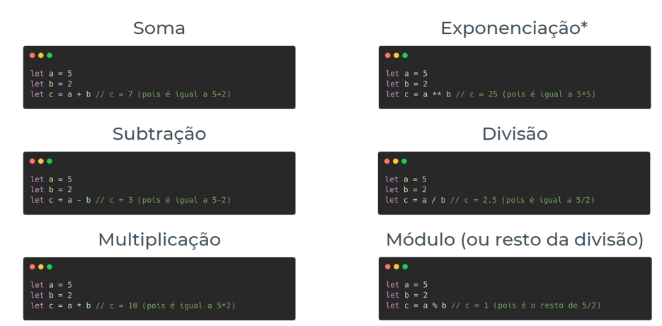 Soma
let a = 5
let b = 2
let c = a + b // c = 7 (pois é igual a 5+2)
Exponenciação*
let a = 5
let b = 2
let c = a ** b // c = 25 (pois é igual a 5*5)
Subtração
let a = 5
let b = 2
let c = a - b // c = 3 (pois é igual a 5-2)
Divisão
let a = 5
let b = 2
let c = a / b // c = 2.5 (pois é igual a 5/2)
Multiplicação
let a = 5
let b = 2
let c = a * b // c = 10 (pois é igual a 5*2)
Módulo (ou resto da divisão)
let a = 5
let b = 2
let c = a % b // c = 1 (pois é o resto de 5/2)